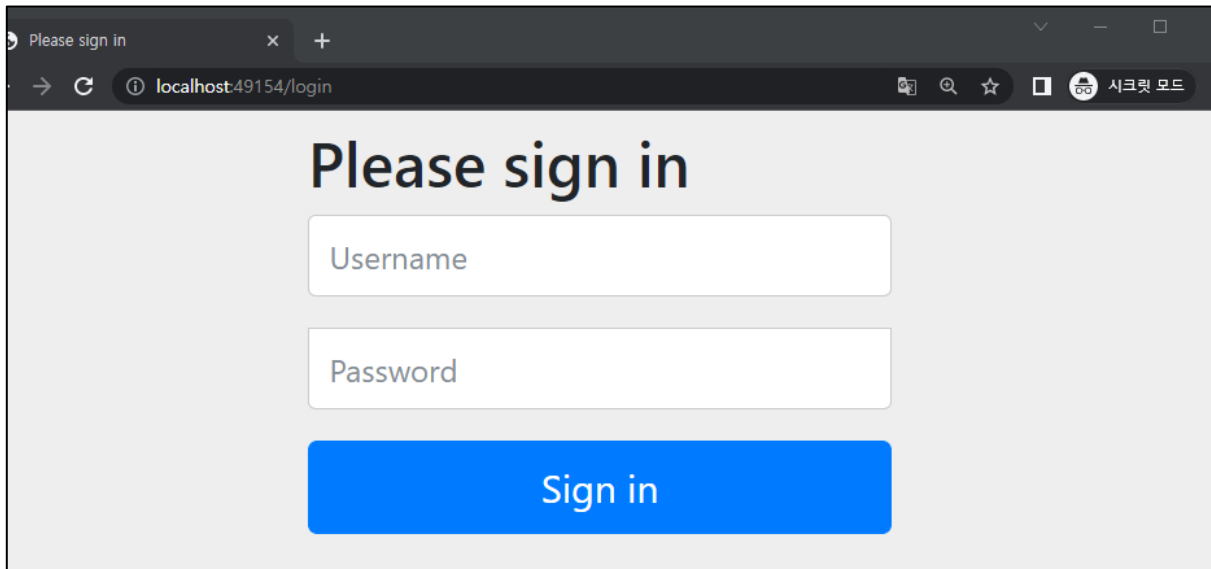 Please sign in
localhost:49154/login
시크릿 모드
Please sign in
Username
Password
Sign in